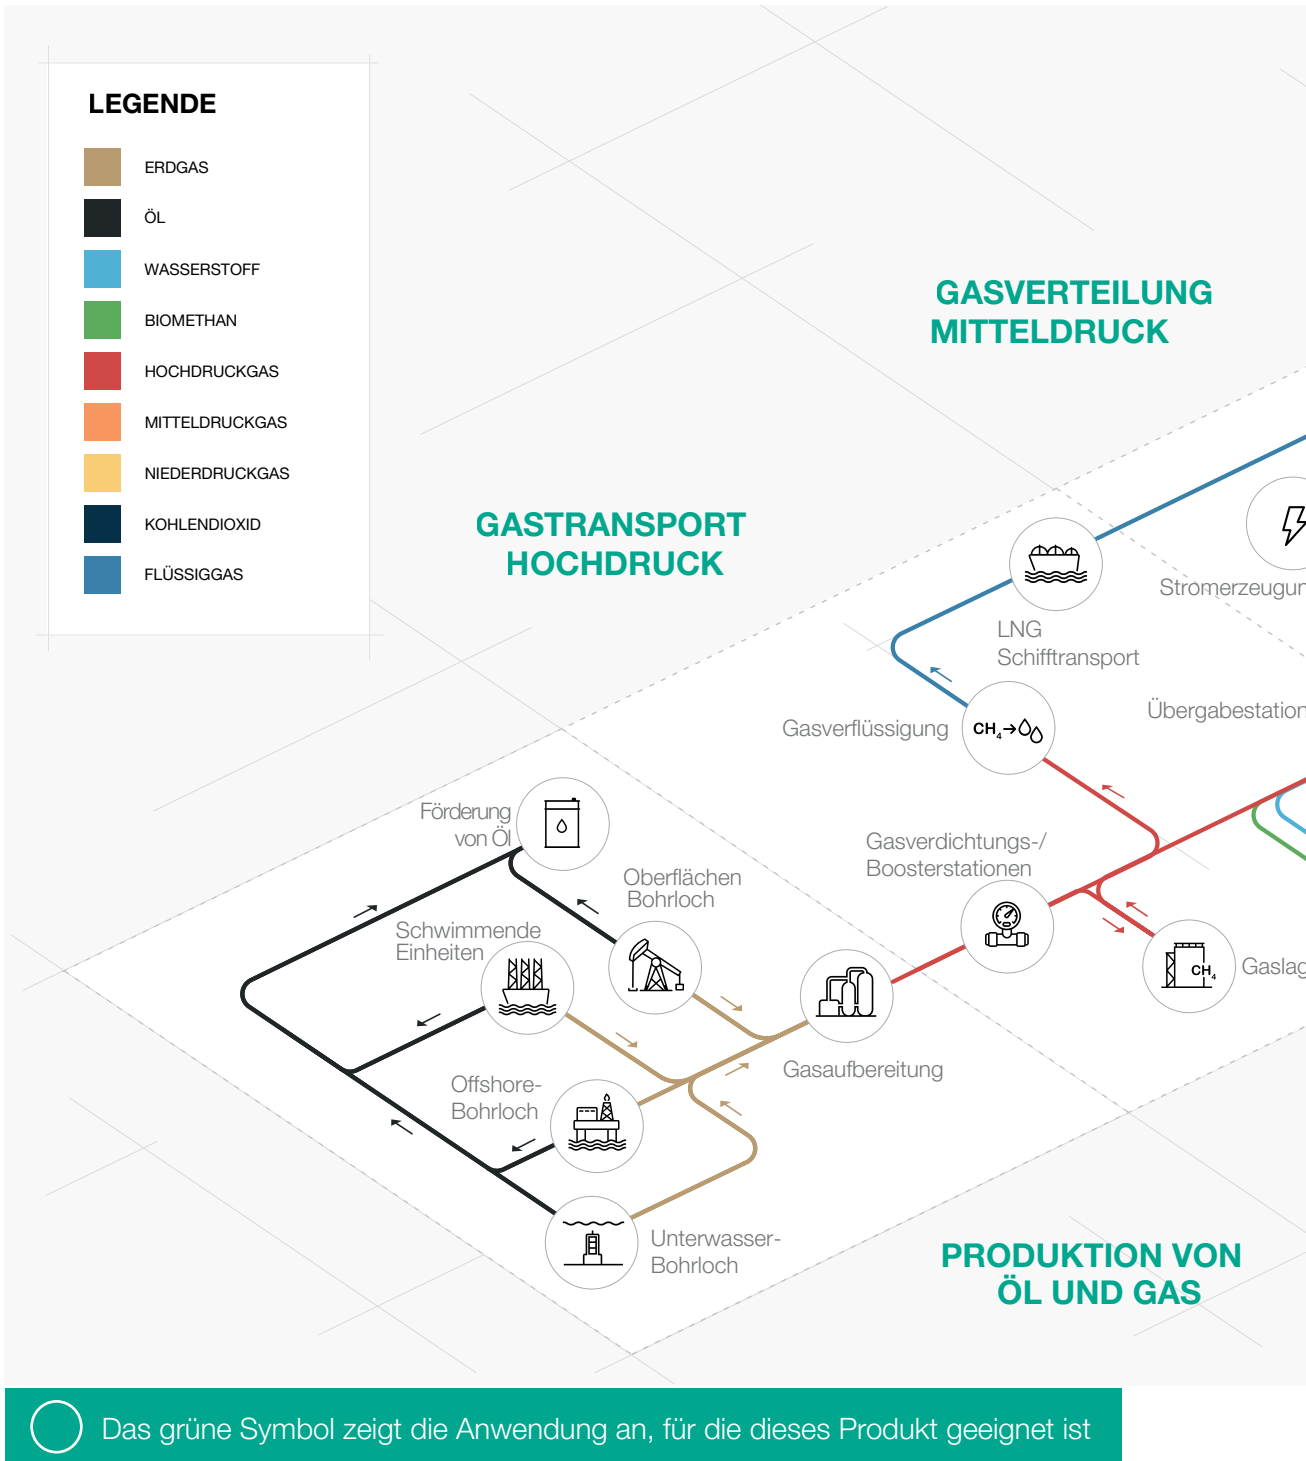 LEGENDE
ERDGAS
ÖL
WASSERSTOFF
BIOMETHAN
HOCHDRUCKGAS
MITTELDRUCKGAS
NIEDERDRUCKGAS
KOHLENDIOXID
FLÜSSIGGAS
GASVERTEILUNG
MITTELDRUCK
GASTRANSPORT
HOCHDRUCK
Stromerzeugun
LNG
Schifftransport
Übergabestation
Gasverflüssigung
CH₄→
Förderung
von Öl
Gasverdichtungs-/
Boosterstationen
Oberflächen
Bohrloch
Schwimmende
Einheiten
CH₄
Gaslag
Gasaufbereitung
Offshore-
Bohrloch
Unterwasser-
Bohrloch
PRODUKTION VON
ÖL UND GAS
Das grüne Symbol zeigt die Anwendung an, für die dieses Produkt geeignet ist